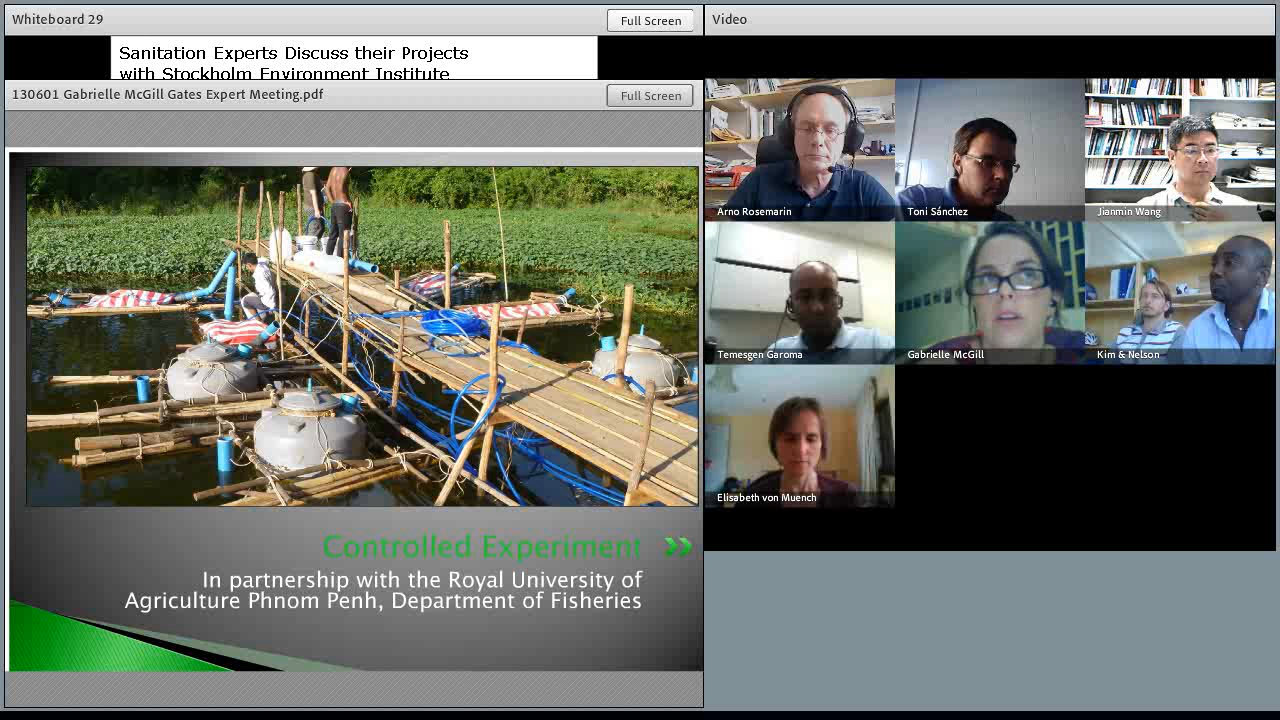 Whiteboard 29
Full Screen
Video
Sanitation Experts Discuss their Projects
with Stockholm Environment Institute
130601 Gabrielle McGill Gates Expert Meeting.pdf
Full Screen
Arno Rosemarin
Toni Sánchez
Jianmin Wang
Temesgen Garoma
Gabrielle McGill
Kim & Nelson
Elisabeth von Muench
Controlled Experiment
In partnership with the Royal University of
Agriculture Phnom Penh, Department of Fisheries